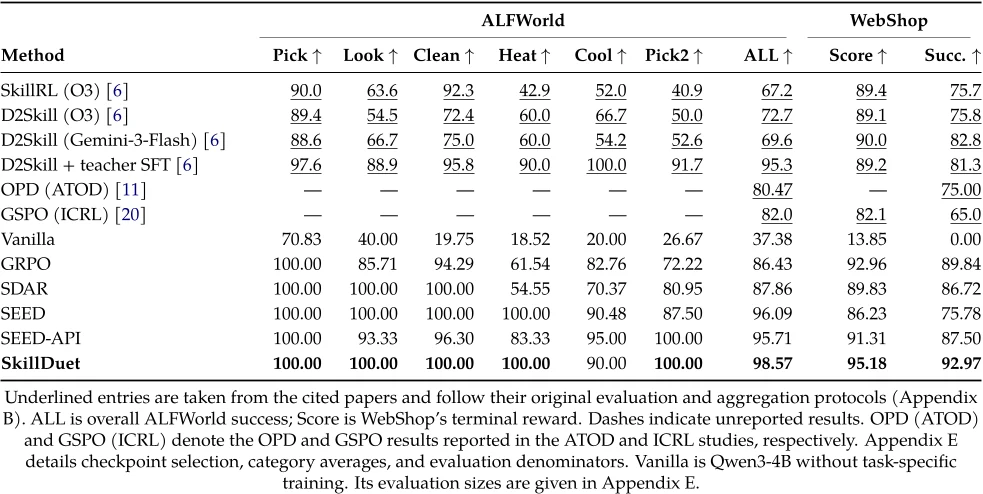 ALFWorld WebShop
Method Pick ↑ Look ↑ Clean ↑ Heat ↑ Cool ↑ Pick2 ↑ ALL ↑ Score ↑ Succ. ↑
SkillRL (O3) [6] 90.0 63.6 92.3 42.9 52.0 40.9 67.2 89.4 75.7
D2Skill (O3) [6] 89.4 54.5 72.4 60.0 66.7 50.0 72.7 89.1 75.8
D2Skill (Gemini-3-Flash) [6] 88.6 66.7 75.0 60.0 54.2 52.6 69.6 90.0 82.8
D2Skill + teacher SFT [6] 97.6 88.9 95.8 90.0 100.0 91.7 95.3 89.2 81.3
OPD (ATOD) [11] — — — — — — 80.47 — 75.00
GSPO (ICRL) [20] — — — — — — 82.0 82.1 65.0
Vanilla 70.83 40.00 19.75 18.52 20.00 26.67 37.38 13.85 0.00
GRPO 100.00 85.71 94.29 61.54 82.76 72.22 86.43 92.96 89.84
SDAR 100.00 100.00 100.00 54.55 70.37 80.95 87.86 89.83 86.72
SEED 100.00 100.00 100.00 100.00 90.48 87.50 96.09 86.23 75.78
SEED-API 100.00 93.33 96.30 83.33 95.00 100.00 95.71 91.31 87.50
SkillDuet 100.00 100.00 100.00 100.00 90.00 100.00 98.57 95.18 92.97
Underlined entries are taken from the cited papers and follow their original evaluation and aggregation protocols (Appendix
B). ALL is overall ALFWorld success; Score is WebShop's terminal reward. Dashes indicate unreported results. OPD (ATOD)
and GSPO (ICRL) denote the OPD and GSPO results reported in the ATOD and ICRL studies, respectively. Appendix E
details checkpoint selection, category averages, and evaluation denominators. Vanilla is Qwen3-4B without task-specific
training. Its evaluation sizes are given in Appendix E.